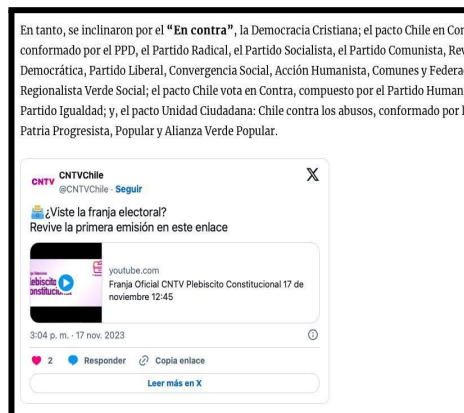 En tanto, se inclinaron por el “En contra”, la Democracia Cristiana; el pacto Chile en Con
conformado por el PPD, el Partido Radical, el Partido Socialista, el Partido Comunista, Rev
Democrática, Partido Liberal, Convergencia Social, Acción Humanista, Comunes y Federa
Regionalista Verde Social; el pacto Chile vota en Contra, compuesto por el Partido Human
Partido Igualdad; y, el pacto Unidad Ciudadana: Chile contra los abusos, conformado por l
Patria Progresista, Popular y Alianza Verde Popular.
CNTV
CNTVChile
@CNTVChile · Seguir
¿Viste la franja electoral?
Revive la primera emisión en este enlace
lebiscito
onstituci
youtube.com
Franja Oficial CNTV Plebiscito Constitucional 17 de
noviembre 12:45
3:04 p. m. · 17 nov. 2023
2 Responder Copia enlace
Leer más en X